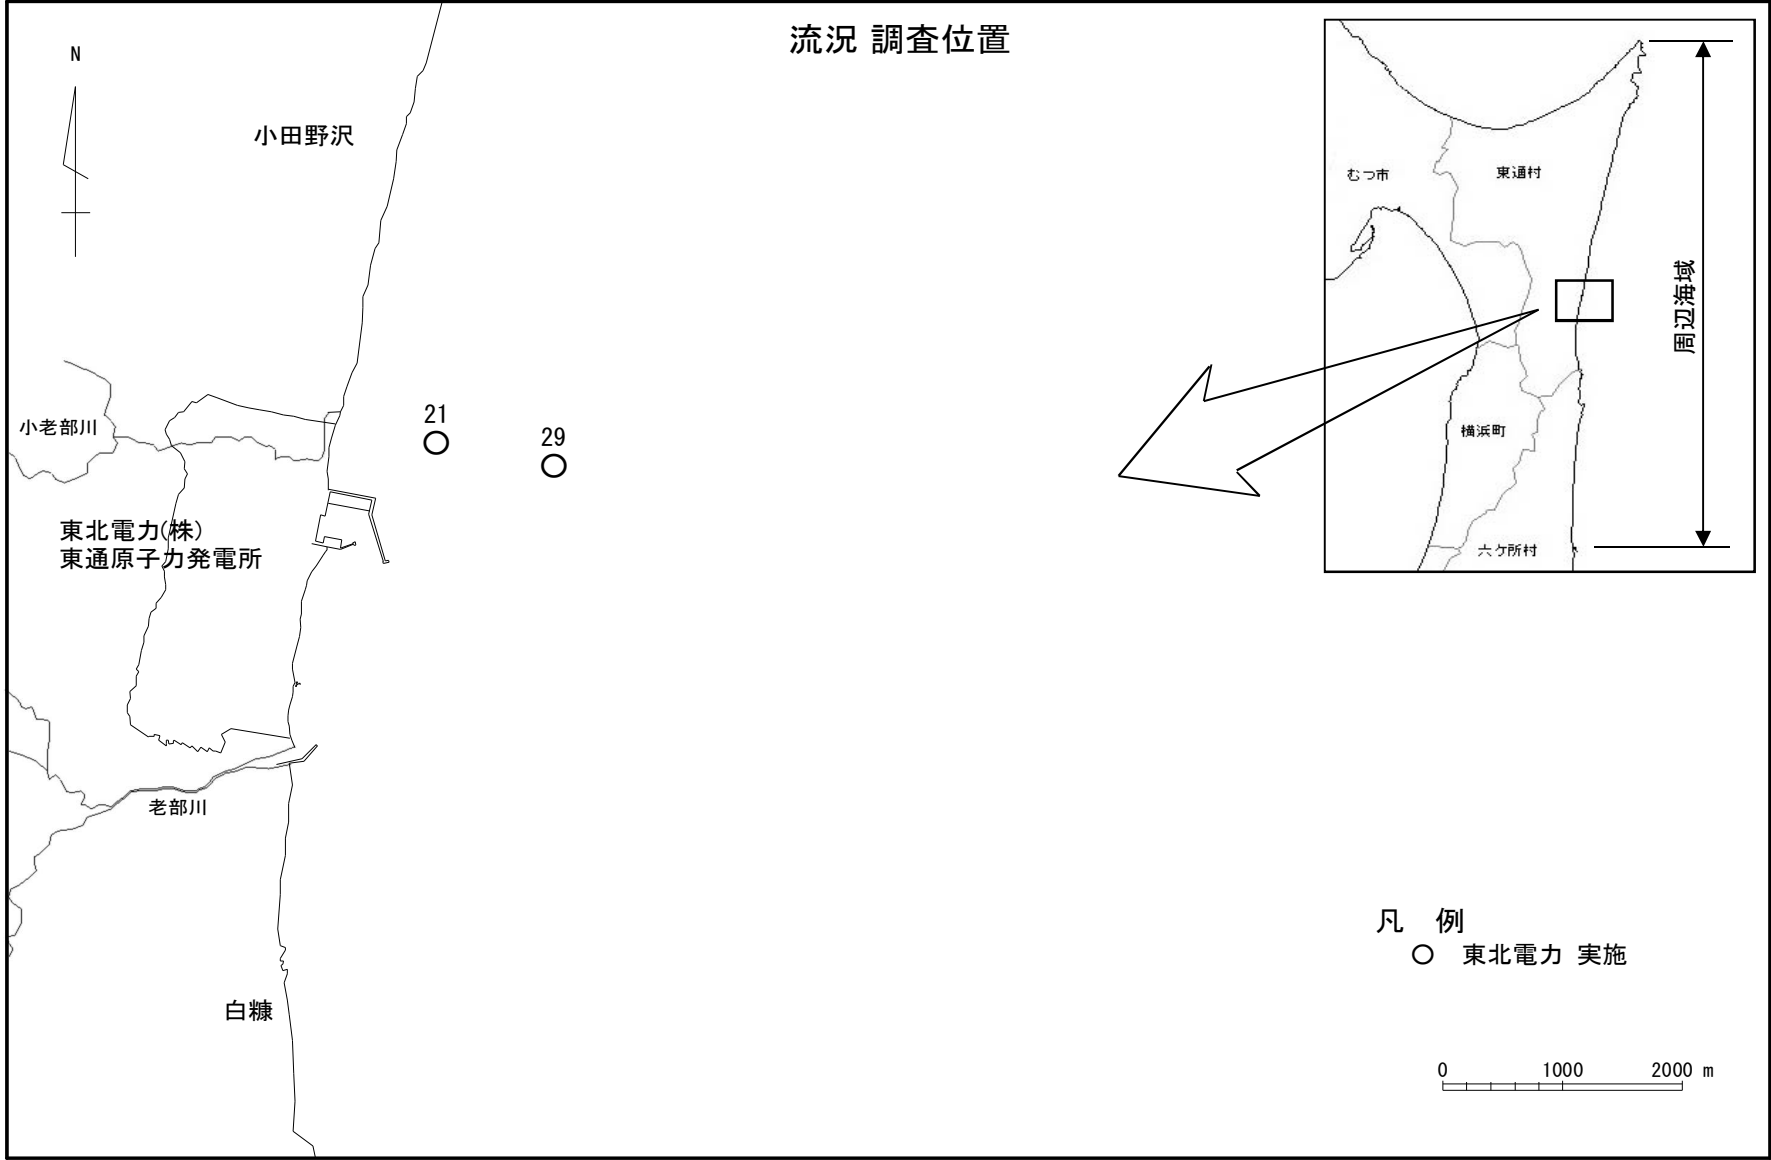 流況 調査位置
N
小田野沢
むつ市
東通村
周辺海域
小老部川
21
29
横浜町
東北電力(株)
東通原子力発電所
六ケ所村
老部川
凡 例
○ 東北電力 実施
白糠
0 1000 2000 m